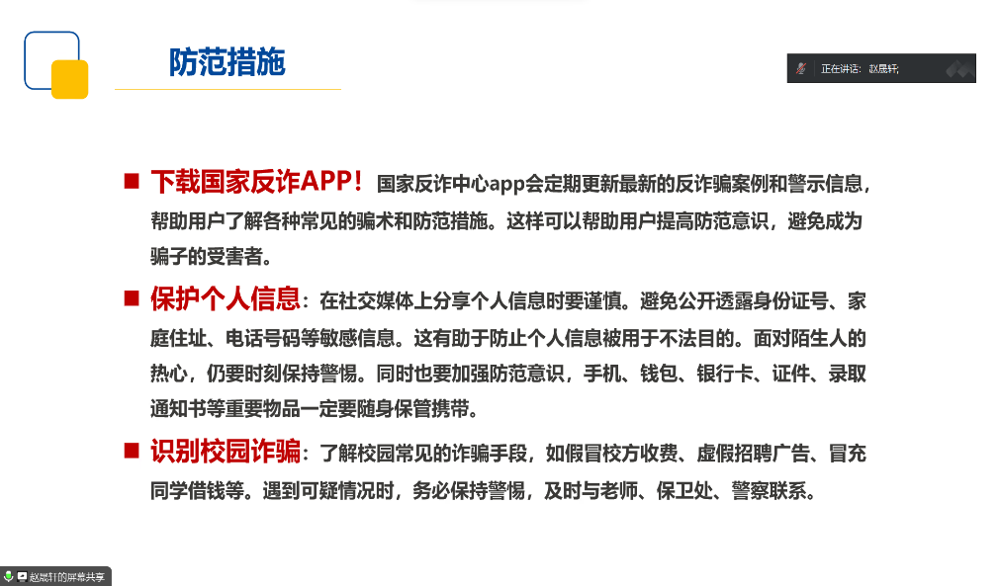 防范措施
正在讲话: 赵晟轩;
下载国家反诈APP！国家反诈中心app会定期更新最新的反诈骗案例和警示信息，
帮助用户了解各种常见的骗术和防范措施。这样可以帮助用户提高防范意识，避免成为
骗子的受害者。
保护个人信息：在社交媒体上分享个人信息时要谨慎。避免公开透露身份证号、家
庭住址、电话号码等敏感信息。这有助于防止个人信息被用于不法目的。面对陌生人的
热心，仍要时刻保持警惕。同时也要加强防范意识，手机、钱包、银行卡、证件、录取
通知书等重要物品一定要随身保管携带。
识别校园诈骗：了解校园常见的诈骗手段，如假冒校方收费、虚假招聘广告、冒充
同学借钱等。遇到可疑情况时，务必保持警惕，及时与老师、保卫处、警察联系。
赵晟轩的屏幕共享